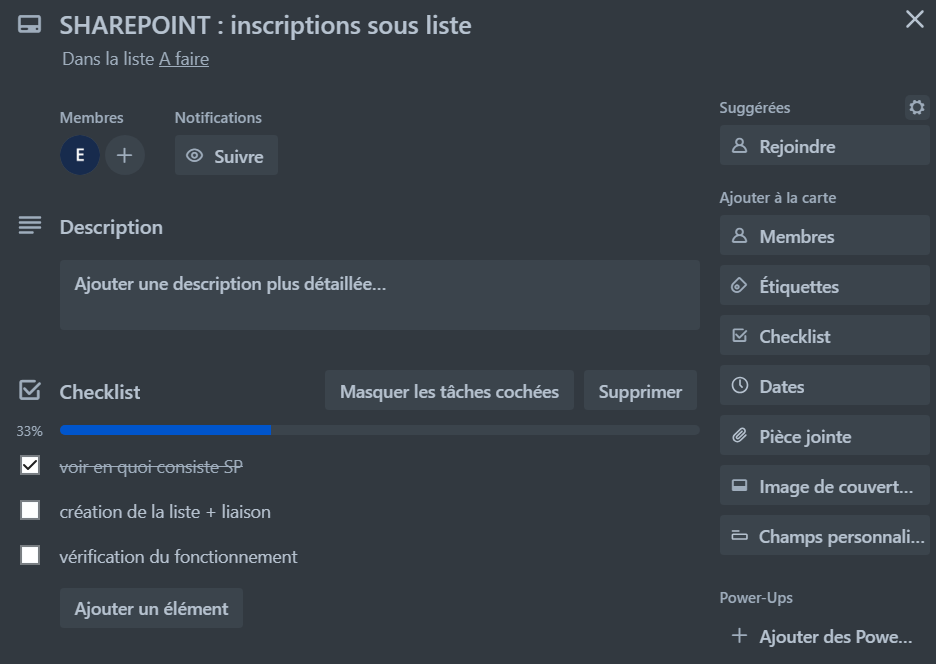 SHAREPOINT : inscriptions sous liste
Dans la liste A faire
Membres
Notifications
E
Suivre
Description
Ajouter une description plus détaillée...
Checklist
Masquer les tâches cochées
Supprimer
33%
voir en quoi consiste SP
création de la liste + liaison
vérification du fonctionnement
Ajouter un élément
Suggérées
Rejoindre
Ajouter à la carte
Membres
Étiquettes
Checklist
Dates
Pièce jointe
Image de couvert...
Champs personnali...
Power-Ups
Ajouter des Powe...